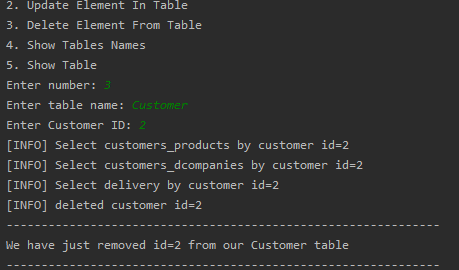 2. Update Element In Table
3. Delete Element From Table
4. Show Tables Names
5. Show Table
Enter number: 3
Enter table name: Customer
Enter Customer ID: 2
[INFO] Select customers_products by customer id=2
[INFO] Select customers_dcompanies by customer id=2
[INFO] Select delivery by customer id=2
[INFO] deleted customer id=2
--------------------------------------------------------------
We have just removed id=2 from our Customer table
--------------------------------------------------------------